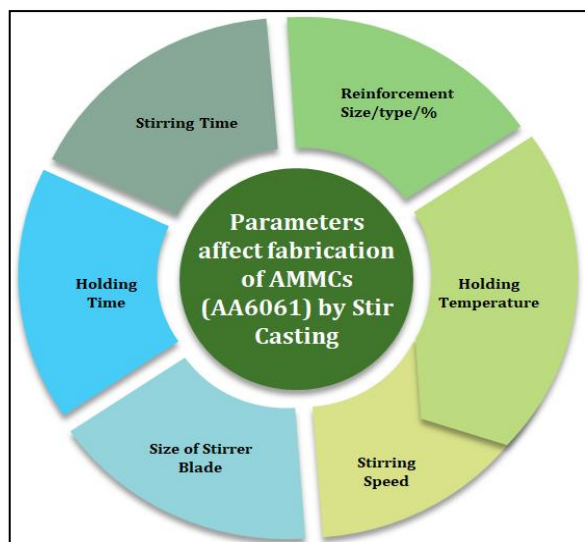 Parameters
affect fabrication
of AMMCs
(AA6061) by Stir
Casting
Reinforcement
Size/type/%
Holding
Temperature
Stirring
Speed
Size of Stirrer
Blade
Holding
Time
Stirring Time